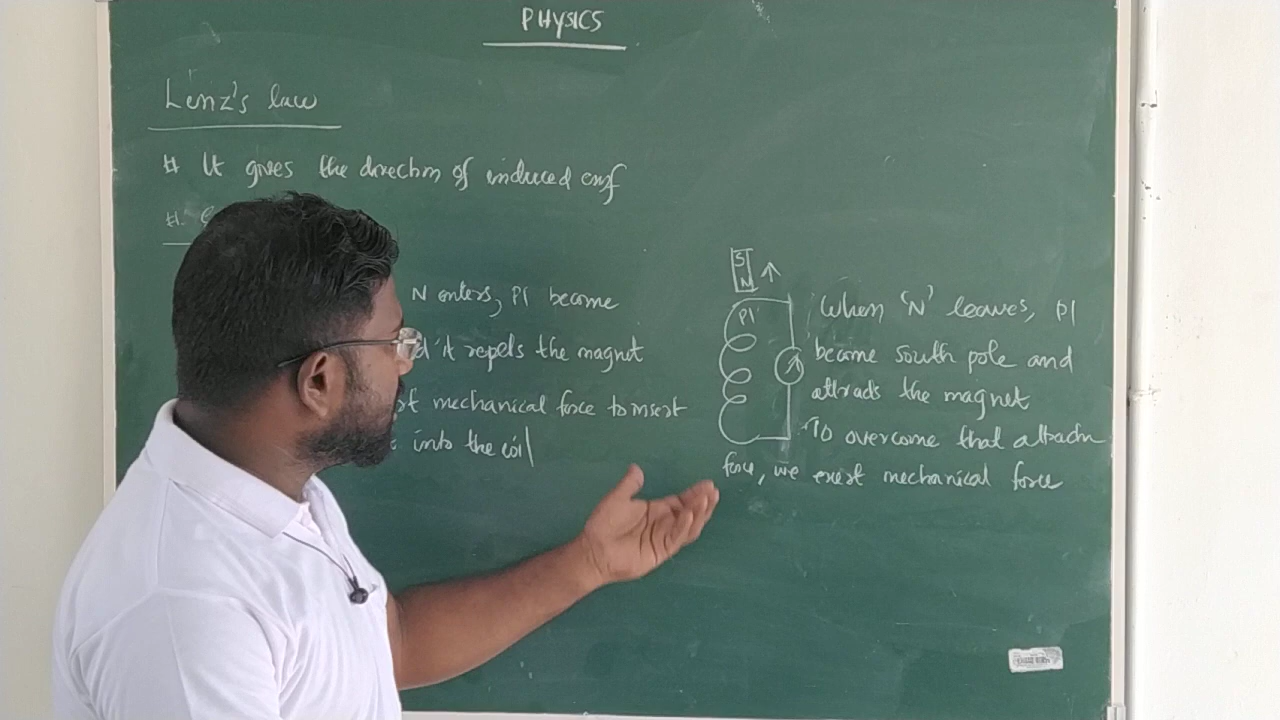 PHYSICS
Lenz's law
# It gives the direction of induced emf
#.
N enters, P1 become
it repels the magnet
mechanical force to insert
into the coil
S
N
P1
When 'N' leaves, P1
became south pole and
attracts the magnet
To overcome that attractn
force, we exert mechanical force